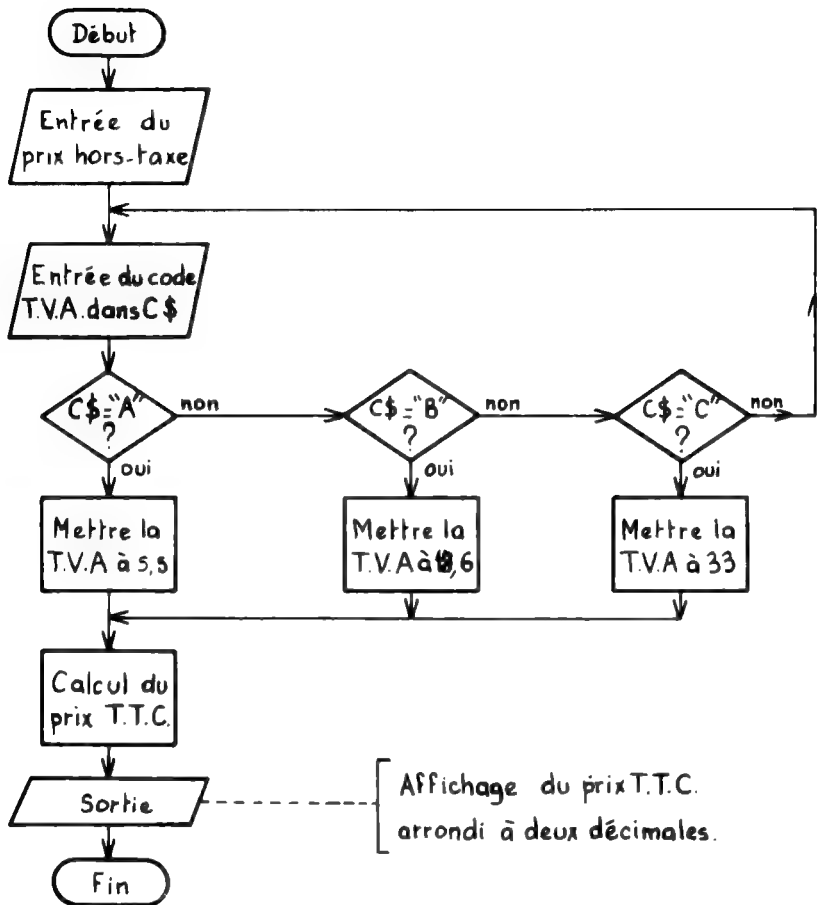 Début
Entrée du
prix hors-taxe
Entrée du code
T.V.A. dans C$
C$="A"
?
non
oui
C$="B"
?
non
oui
C$="C"
?
non
oui
Mettre la
T.V.A à 5,5
Mettre la
T.V.A à
Mettre la
T.V.A à 33
Calcul du
prix T.T.C.
Sortie
Affichage du prix T.T.C.
arrondi à deux décimales.
Fin